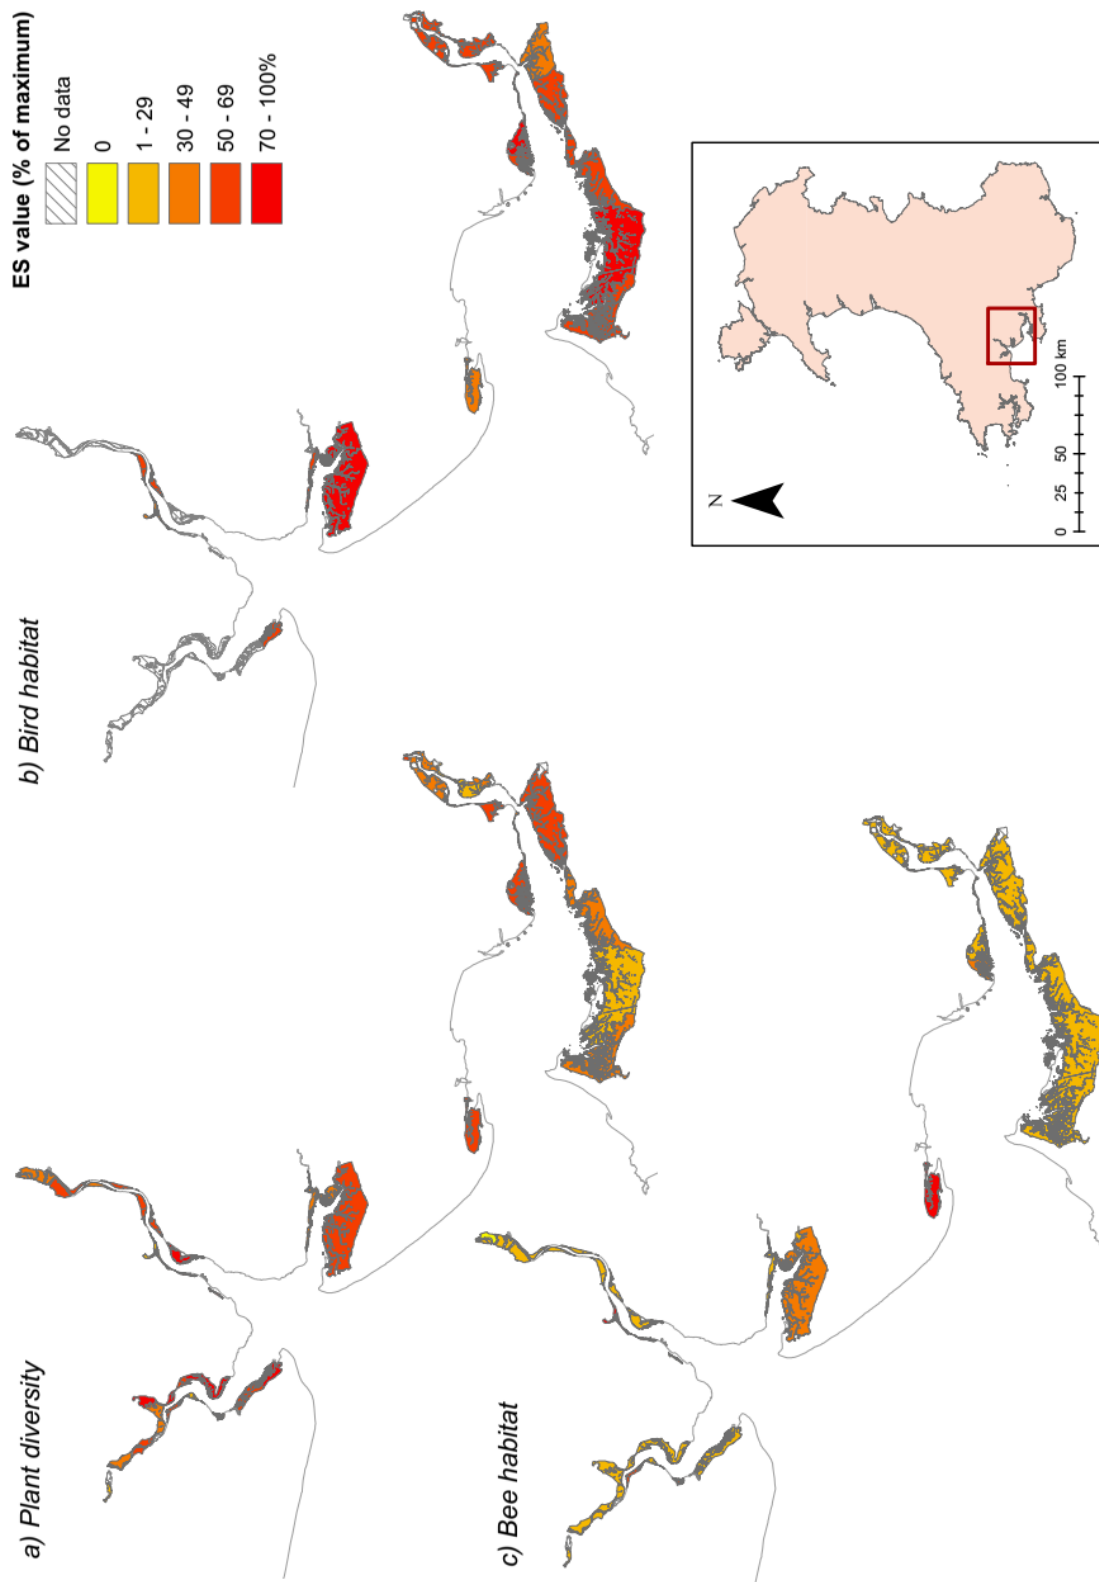 a) Plant diversity
b) Bird habitat
ES value (% of maximum)
No data
0
1 - 29
30 - 49
50 - 69
70 - 100%
c) Bee habitat
N
0 25 50 100 km